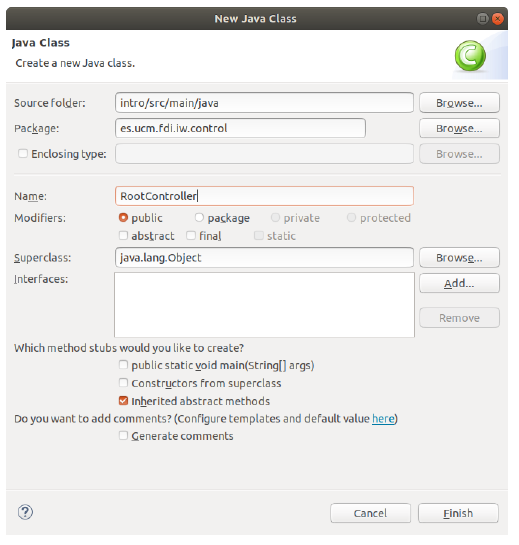 New Java Class
Java Class
Create a new Java class.
C
Source folder: intro/src/main/java Browse...
Package: es.ucm.fdi.iw.control Browse...
Enclosing type: Browse...
Name: RootController
Modifiers: public package private protected
abstract final static
Superclass: java.lang.Object Browse...
Interfaces: Add...
Remove
Which method stubs would you like to create?
public static void main(String[] args)
Constructors from superclass
Inherited abstract methods
Do you want to add comments? (Configure templates and default value here)
Generate comments
? Cancel Finish